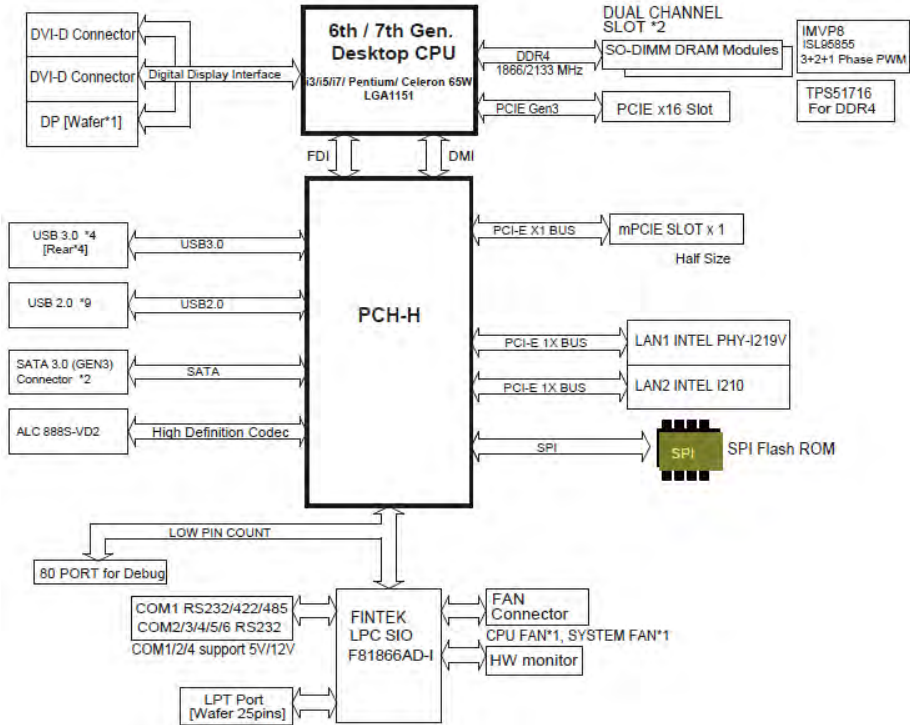 DVI-D Connector
DVI-D Connector
DP [Wafer*1]
Digital Display Interface
6th / 7th Gen.
Desktop CPU
i3/i5/i7/ Pentium/ Celeron 65W
LGA1151
DUAL CHANNEL
SLOT *2
DDR4
1866/2133 MHz
SO-DIMM DRAM Modules
IMVP8
ISL95855
3+2+1 Phase PWM
PCIE Gen3
PCIE x16 Slot
TPS51716
For DDR4
FDI
DMI
USB 3.0 *4
[Rear*4]
USB3.0
USB 2.0 *9
USB2.0
SATA 3.0 (GEN3)
Connector *2
SATA
ALC 888S-VD2
High Definition Codec
PCH-H
PCI-E X1 BUS
mPCIE SLOT x 1
Half Size
PCI-E 1X BUS
LAN1 INTEL PHY-I219V
PCI-E 1X BUS
LAN2 INTEL I210
SPI
SPI
SPI Flash ROM
LOW PIN COUNT
80 PORT for Debug
COM1 RS232/422/485
COM2/3/4/5/6 RS232
COM1/2/4 support 5V/12V
LPT Port
[Wafer 25pins]
FINTEK
LPC SIO
F81866AD-I
FAN
Connector
CPU FAN*1, SYSTEM FAN*1
HW monitor